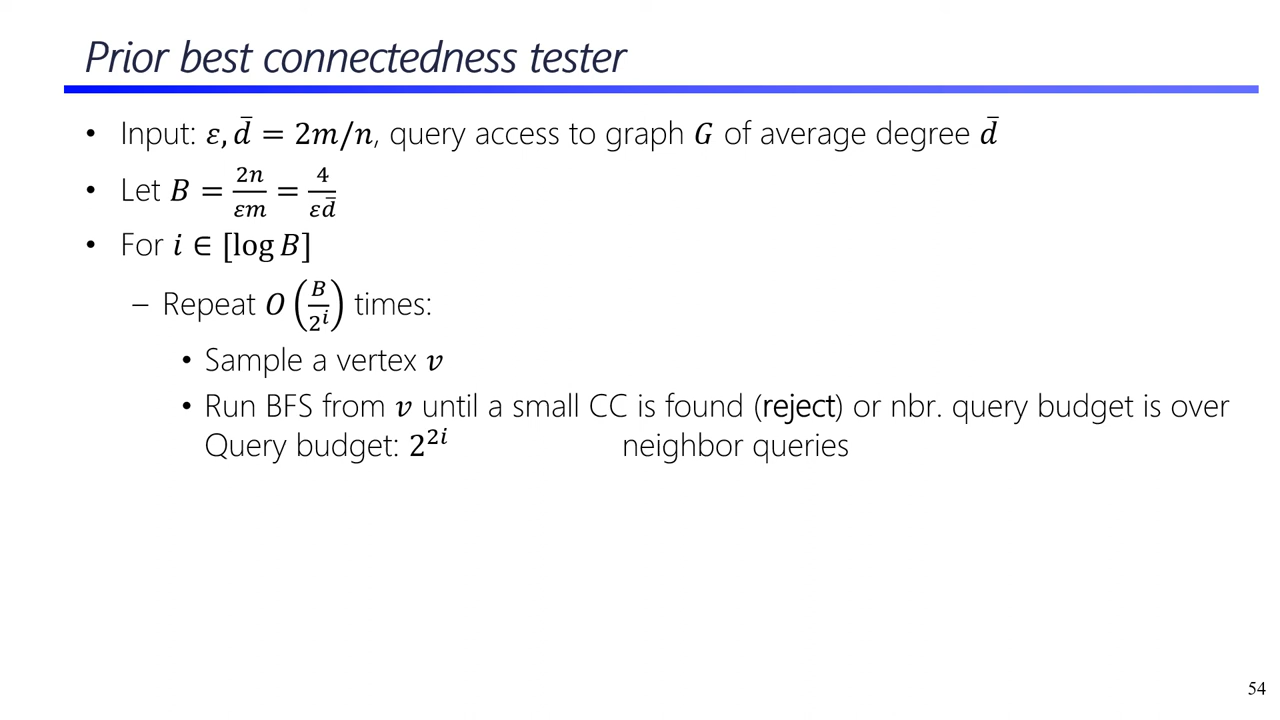 Prior best connectedness tester
• Input: 𝜀, d̄ = 2m/n, query access to graph G of average degree d̄
• Let B = 2n/εm = 4/εd̄
• For i ∈ [log B]
– Repeat O(B/2^i) times:
• Sample a vertex v
• Run BFS from v until a small CC is found (reject) or nbr. query budget is over
Query budget: 2^{2i} neighbor queries
54